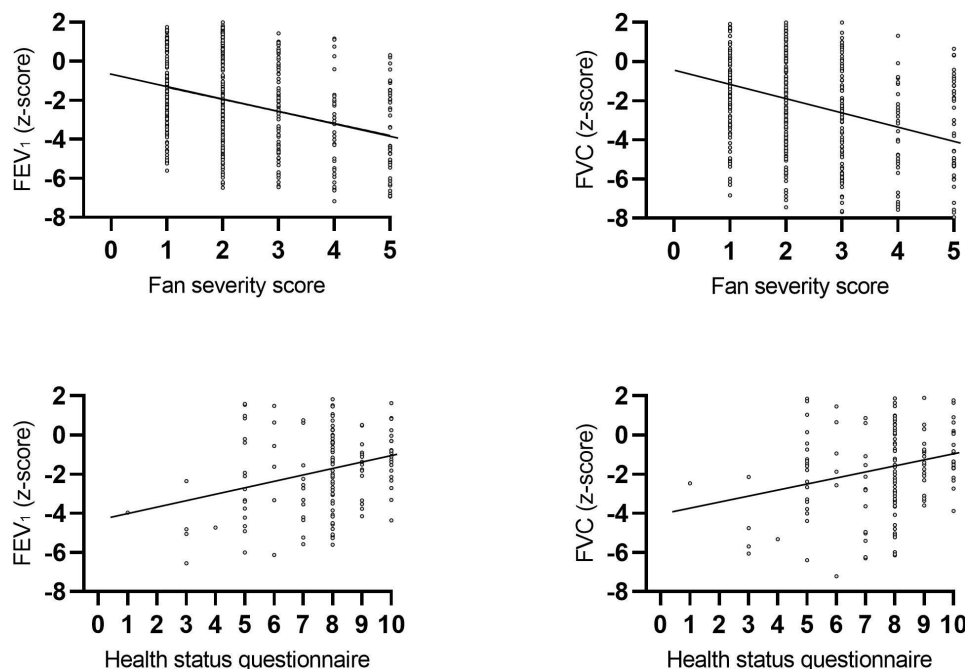 FEV₁ (z-score)
2
0
-2
-4
-6
-8
0 1 2 3 4 5
Fan severity score
FVC (z-score)
2
0
-2
-4
-6
-8
0 1 2 3 4 5
Fan severity score
FEV₁ (z-score)
2
0
-2
-4
-6
-8
0 1 2 3 4 5 6 7 8 9 10
Health status questionnaire
FVC (z-score)
2
0
-2
-4
-6
-8
0 1 2 3 4 5 6 7 8 9 10
Health status questionnaire